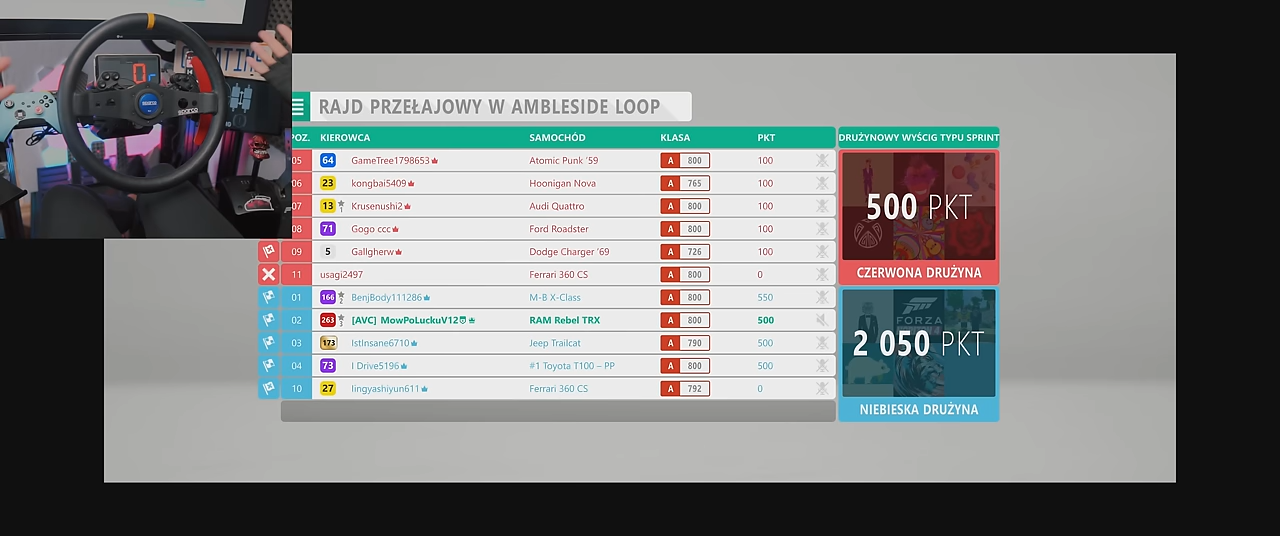 RAJD PRZEŁAJOWY W AMBLESIDE LOOP
POZ. KIEROWCA SAMOCHÓD KLASA PKT
05 64 GameTree1798653 Atomic Punk '59 A 800 100
06 23 kongbai5409 Hoonigan Nova A 765 100
07 13 1 Krusenushi2 Audi Quattro A 800 100
08 71 Gogo ccc Ford Roadster A 800 100
09 5 Gallgherw Dodge Charger '69 A 726 100
11 usagi2497 Ferrari 360 CS A 800 0
01 166 2 BenjBody111286 M-B X-Class A 800 550
02 263 3 [AVC] MowPoLuckuV12 RAM Rebel TRX A 800 500
03 173 IstInsane6710 Jeep Trailcat A 790 500
04 73 I Drive5196 #1 Toyota T100 – PP A 800 500
10 27 lingyashiyun611 Ferrari 360 CS A 792 0
DRUŻYNOWY WYŚCIG TYPU SPRINT
500 PKT
CZERWONA DRUŻYNA
FORZA
2 050 PKT
NIEBIESKA DRUŻYNA
SPARCO
sparco